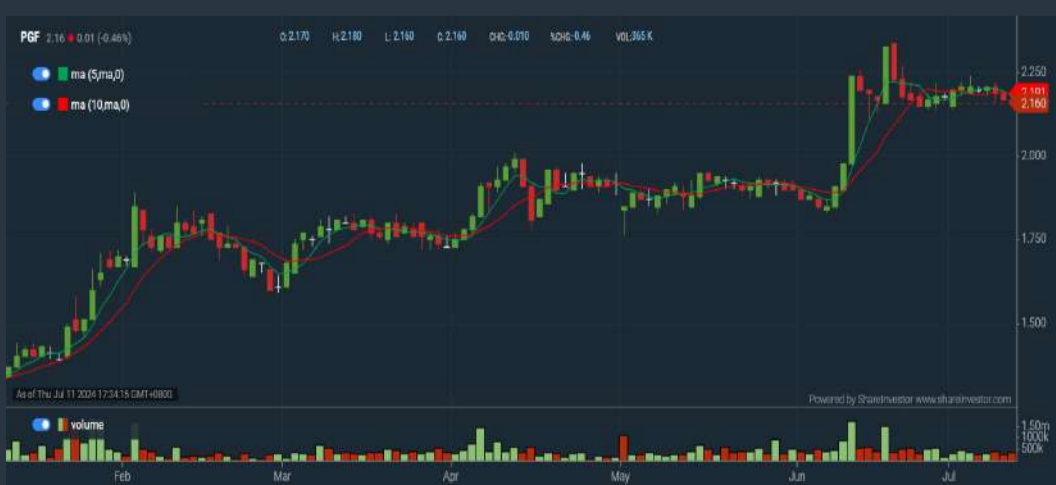 PGF 2.16 0.01 (-0.46%) O: 2.170 H: 2.180 L: 2.160 C: 2.160 CHG:-0.010 %CHG:-0.46 VOL:365 K
ma (5,ma,0)
ma (10,ma,0)
2.250
2.191
2.160
2.000
1.750
1.500
As of Thu Jul 11 2024 17:34:15 GMT+0800
Powered by ShareInvestor www.shareinvestor.com
volume
1.50m
1000k
500k
Feb Mar Apr May Jun Jul